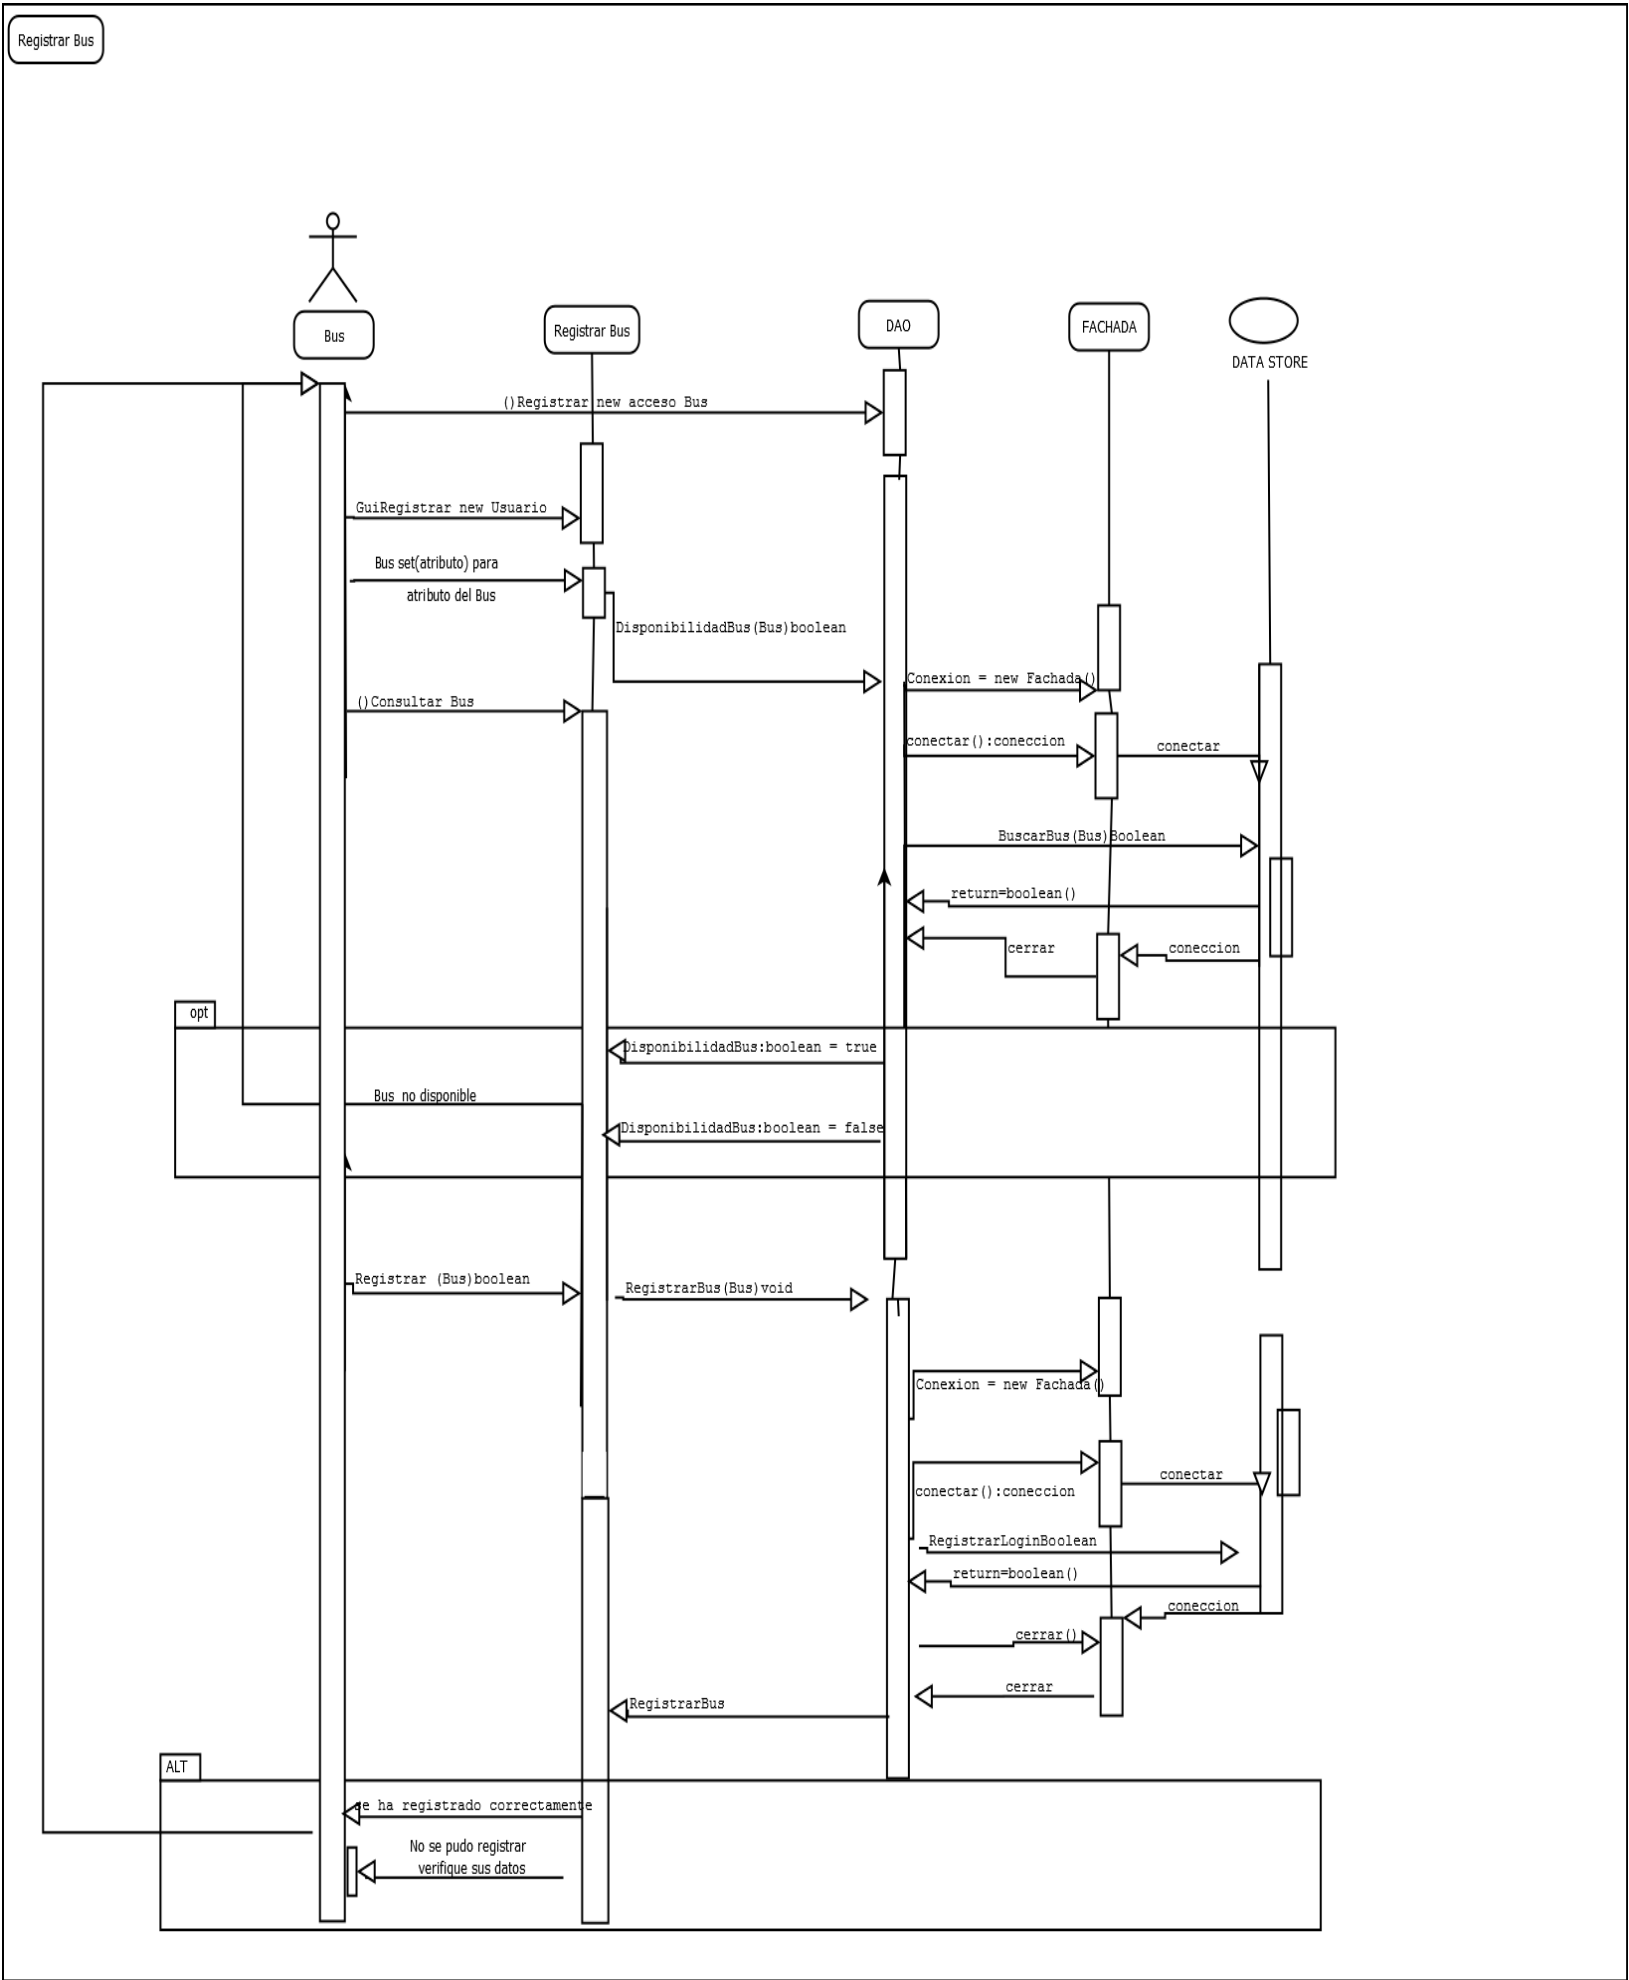 Registrar Bus
Bus
Registrar Bus
DAO
FACHADA
DATA STORE
()Registrar new acceso Bus
GuiRegistrar new Usuario
Bus set(atributo) para
atributo del Bus
DisponibilidadBus(Bus)boolean
Conexion = new Fachada()
()Consultar Bus
conectar():coneccion
conectar
BuscarBus(Bus)Boolean
return=boolean()
cerrar
coneccion
opt
DisponibilidadBus:boolean = true
Bus no disponible
DisponibilidadBus:boolean = false
Registrar (Bus)boolean
RegistrarBus(Bus)void
Conexion = new Fachada()
conectar
conectar():coneccion
RegistrarLoginBoolean
return=boolean()
coneccion
cerrar()
cerrar
RegistrarBus
ALT
se ha registrado correctamente
No se pudo registrar
verifique sus datos